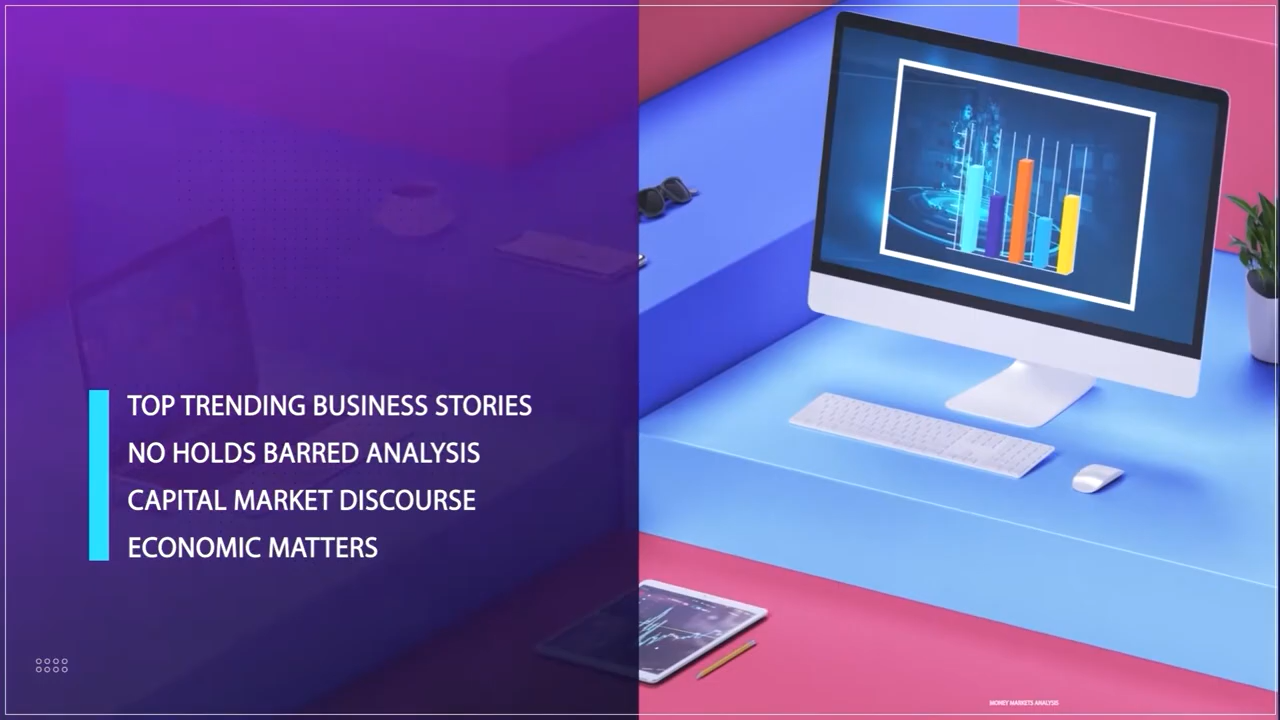 TOP TRENDING BUSINESS STORIES
NO HOLDS BARRED ANALYSIS
CAPITAL MARKET DISCOURSE
ECONOMIC MATTERS
MONEY MARKETS ANALYSIS